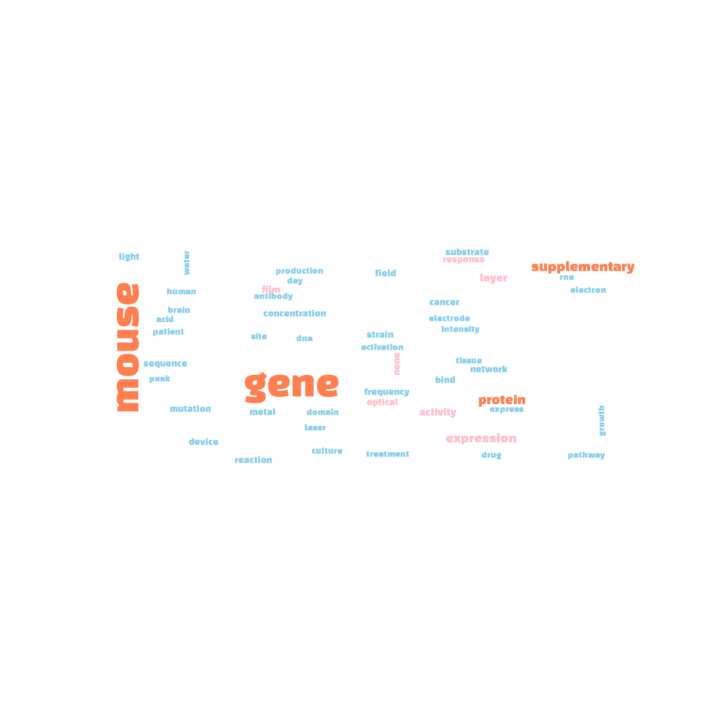 substrate
light
water
response
supplementary
production
field
rna
layer
day
film
human
electron
antibody
cancer
mouse
brain
concentration
acid
electrode
patient
intensity
site
dna
strain
activation
sequence
none
tissue
network
peak
gene
bind
frequency
optical
protein
mutation
metal
domain
activity
express
growth
laser
device
expression
culture
treatment
drug
pathway
reaction